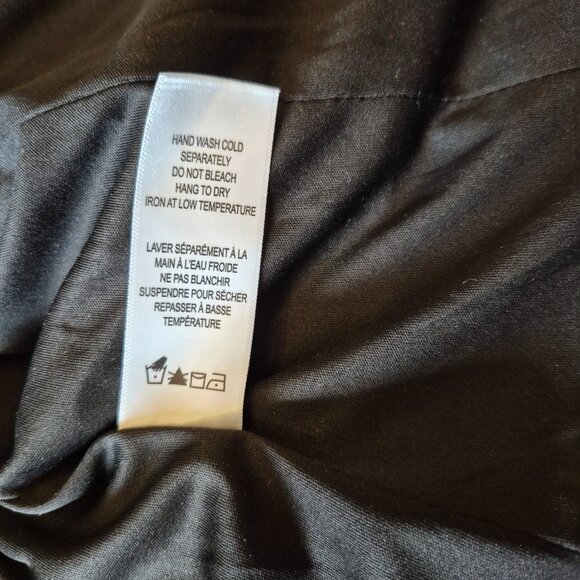 HAND WASH COLD
SEPARATELY
DO NOT BLEACH
HANG TO DRY
IRON AT LOW TEMPERATURE
LAVER SÉPARÉMENT À LA
MAIN À L'EAU FROIDE
NE PAS BLANCHIR
SUSPENDRE POUR SÉCHER
REPASSER À BASSE
TEMPÉRATURE